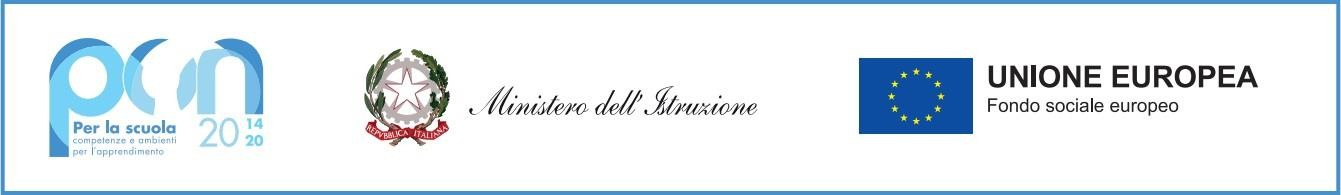 pon
Per la scuola
competenze e ambienti
per l'apprendimento
20 14
20
REPVBBLICA ITALIANA
Ministero dell'Istruzione
UNIONE EUROPEA
Fondo sociale europeo